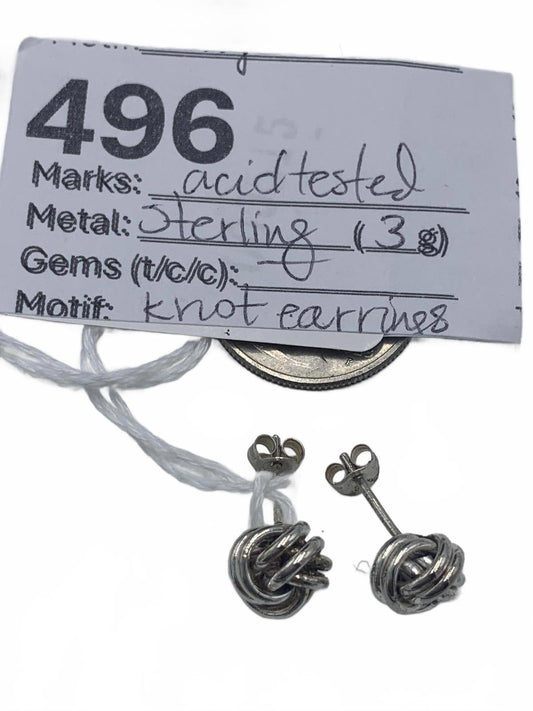 496
Marks: acid tested
Metal: Sterling (3 g)
Gems (t/c/c): —
Motif: knot earrings